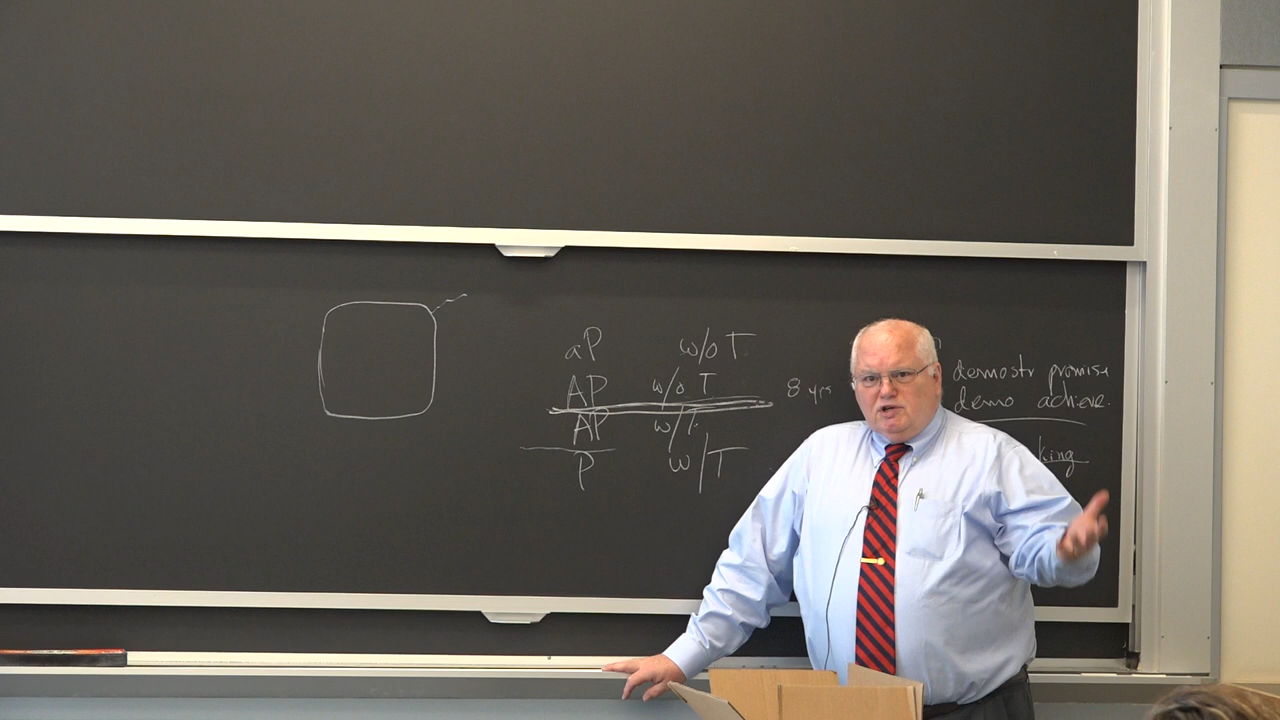 aP w/o T
AP w/o T 8 yrs
AP w/T
P w/T
demostr promise
demo achieve.
king